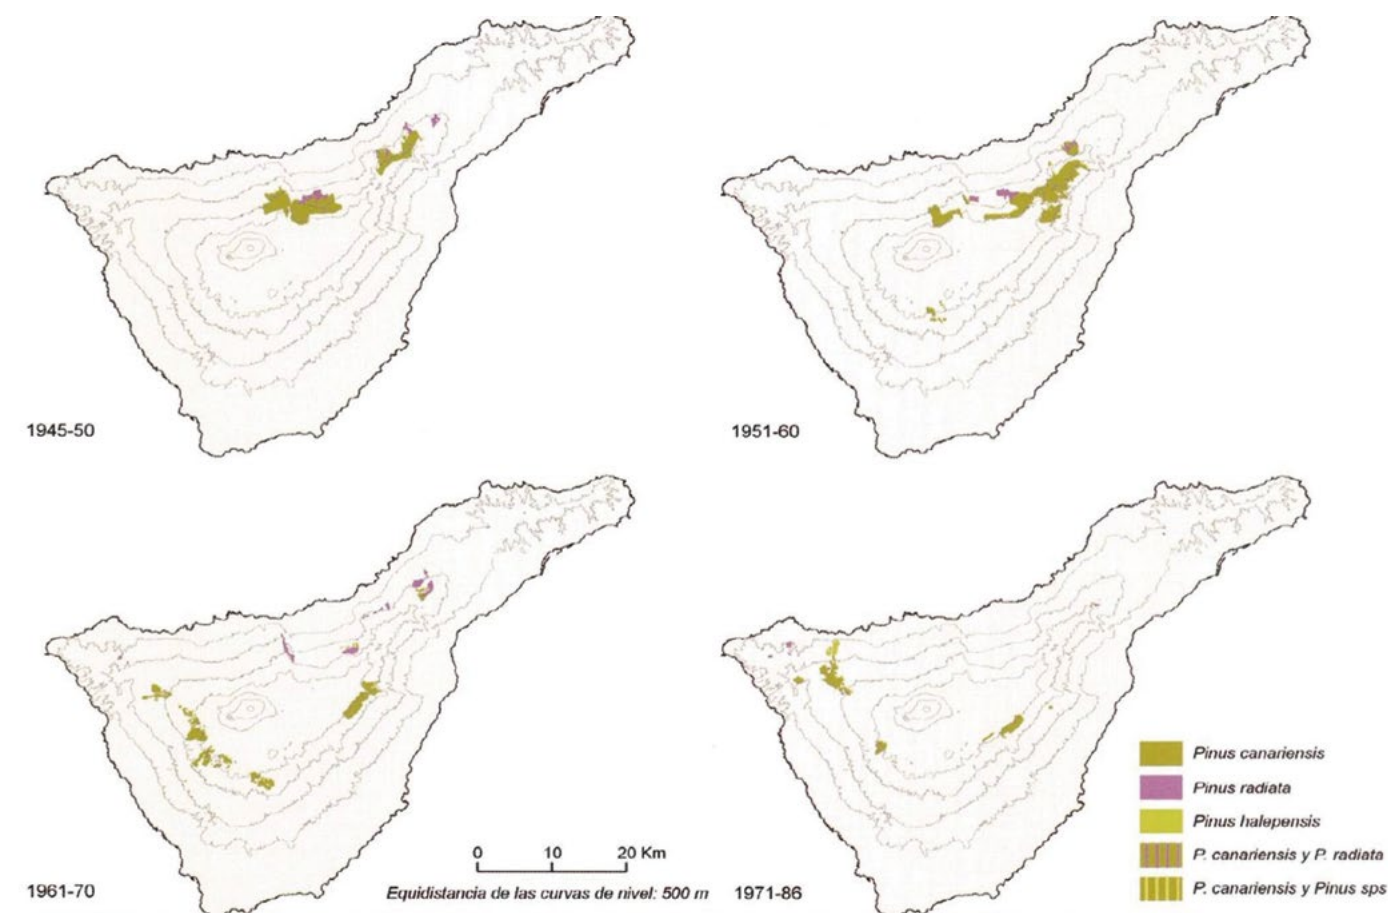 1945-50
1951-60
1961-70
0 10 20 Km
Equidistancia de las curvas de nivel: 500 m
1971-86
Pinus canariensis
Pinus radiata
Pinus halepensis
P. canariensis y P. radiata
P. canariensis y Pinus sps